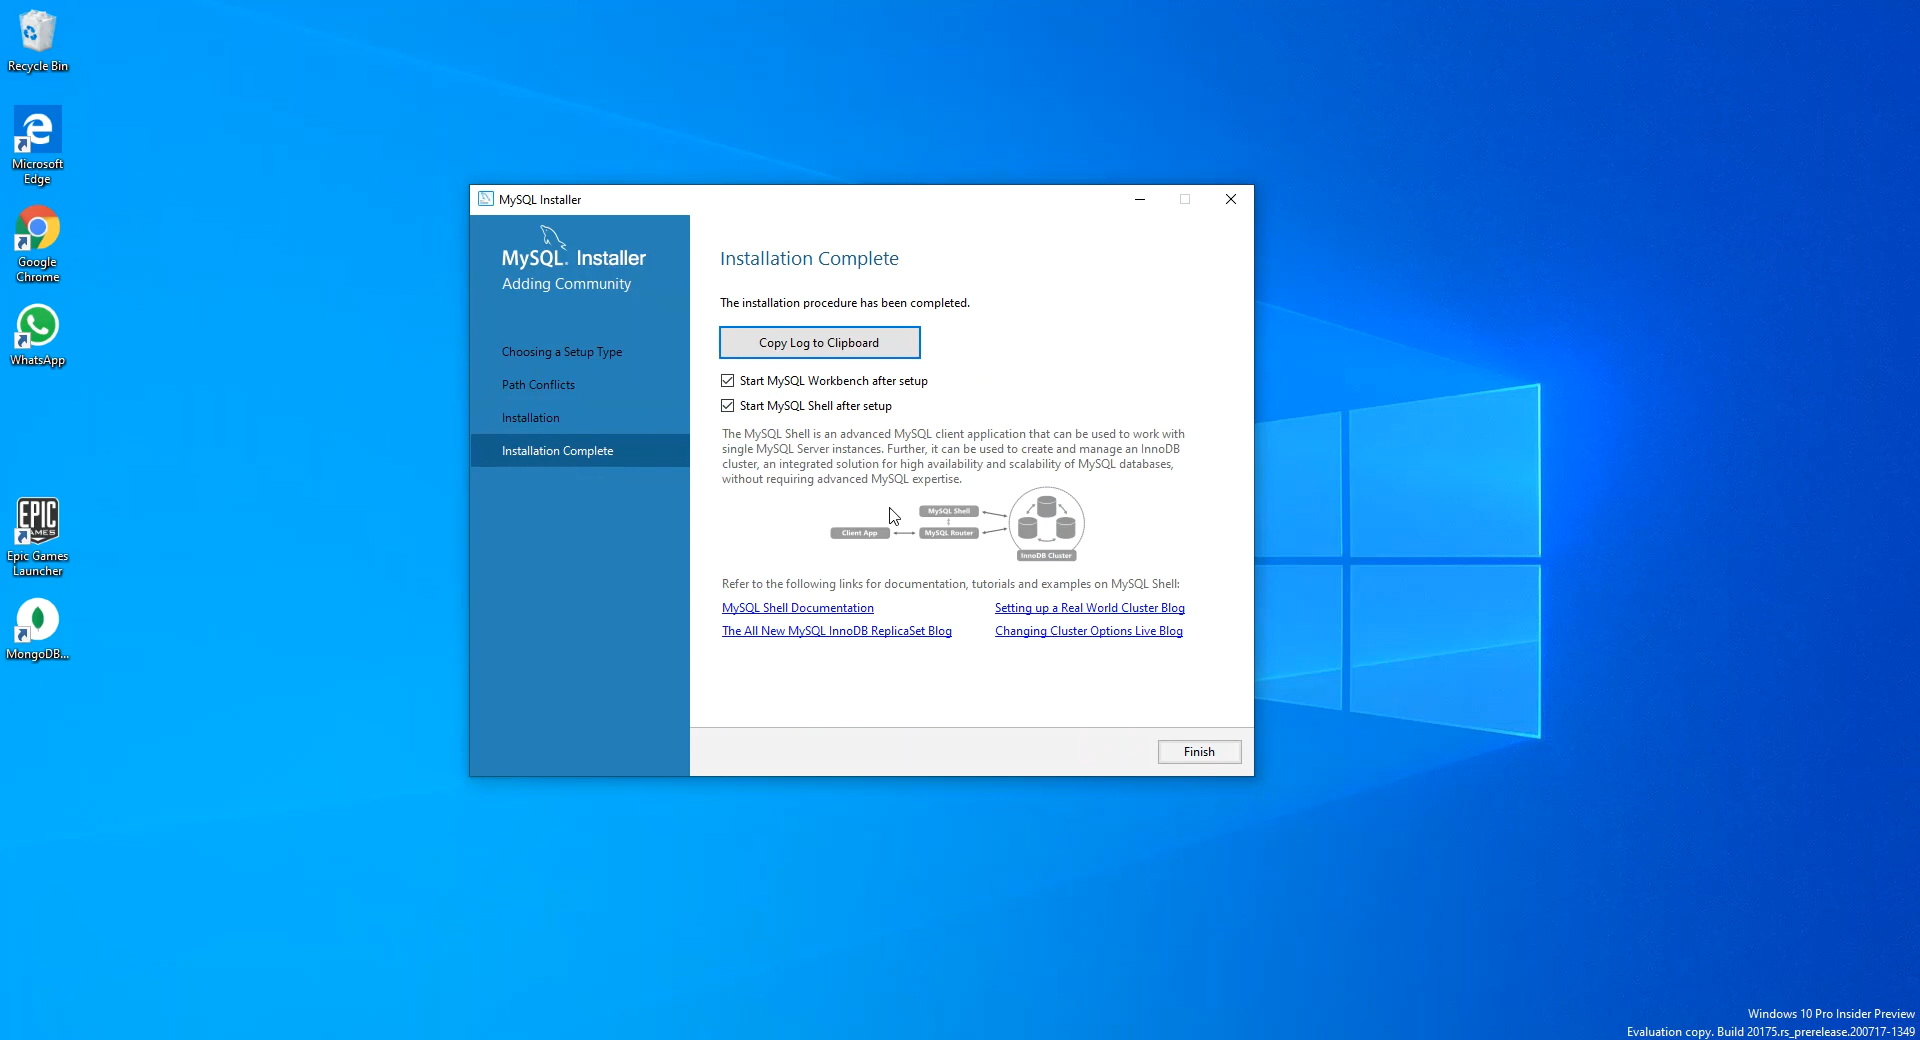 Recycle Bin
Microsoft
Edge
Google
Chrome
WhatsApp
EPIC
GAMES
Epic Games
Launcher
MongoDB...
MySQL Installer
MySQL. Installer
Adding Community
Choosing a Setup Type
Path Conflicts
Installation
Installation Complete
Installation Complete
The installation procedure has been completed.
Copy Log to Clipboard
Start MySQL Workbench after setup
Start MySQL Shell after setup
The MySQL Shell is an advanced MySQL client application that can be used to work with
single MySQL Server instances. Further, it can be used to create and manage an InnoDB
cluster, an integrated solution for high availability and scalability of MySQL databases,
without requiring advanced MySQL expertise.
MySQL Shell
Client App
MySQL Router
InnoDB Cluster
Refer to the following links for documentation, tutorials and examples on MySQL Shell:
MySQL Shell Documentation
Setting up a Real World Cluster Blog
The All New MySQL InnoDB ReplicaSet Blog
Changing Cluster Options Live Blog
Finish
Windows 10 Pro Insider Preview
Evaluation copy. Build 20175.rs_prerelease.200717-1349